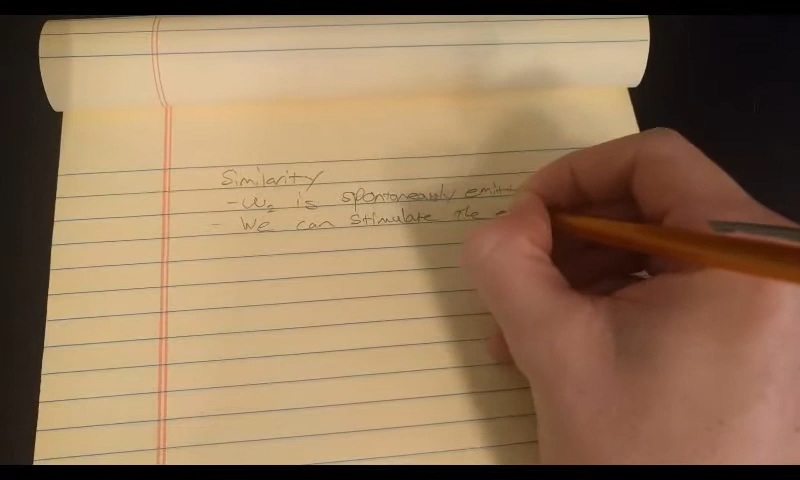 Similarity
- ω₂ is spontaneously
- We can stimulate the